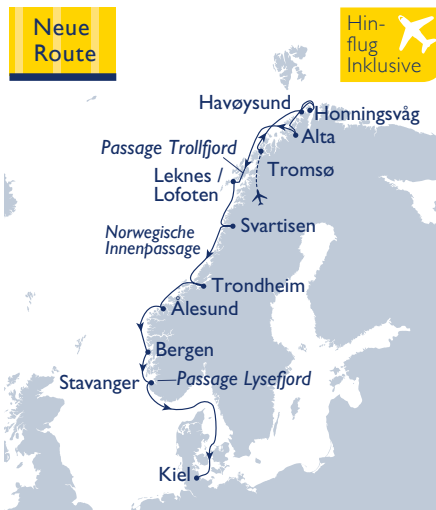 Neue
Route
Hin-
flug
Inklusive
Havøysund
Honningsvåg
Alta
Passage Trollfjord
Tromsø
Leknes /
Lofoten
Svartisen
Norwegische
Innenpassage
Trondheim
Ålesund
Bergen
Stavanger
Passage Lysefjord
Kiel